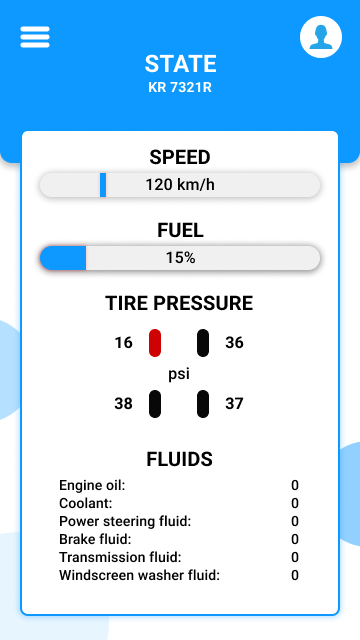 STATE
KR 7321R
SPEED
120 km/h
FUEL
15%
TIRE PRESSURE
16 36
psi
38 37
FLUIDS
Engine oil: 0
Coolant: 0
Power steering fluid: 0
Brake fluid: 0
Transmission fluid: 0
Windscreen washer fluid: 0